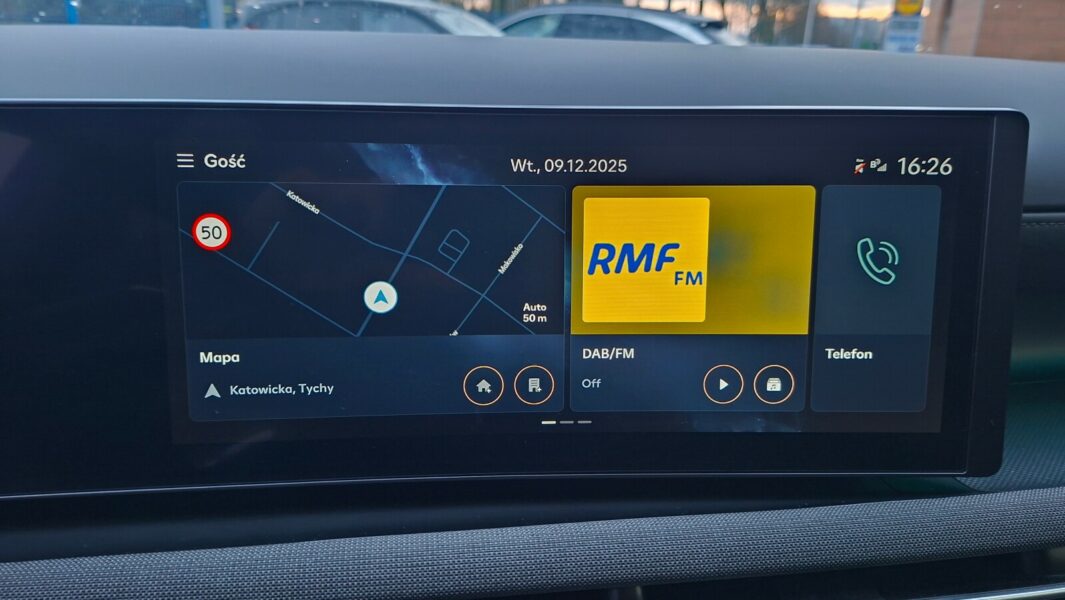 Gość
Wt., 09.12.2025
16:26
Katowicka
50
Makowska
Auto
50 m
RMF
FM
Mapa
Katowicka, Tychy
DAB/FM
Off
Telefon